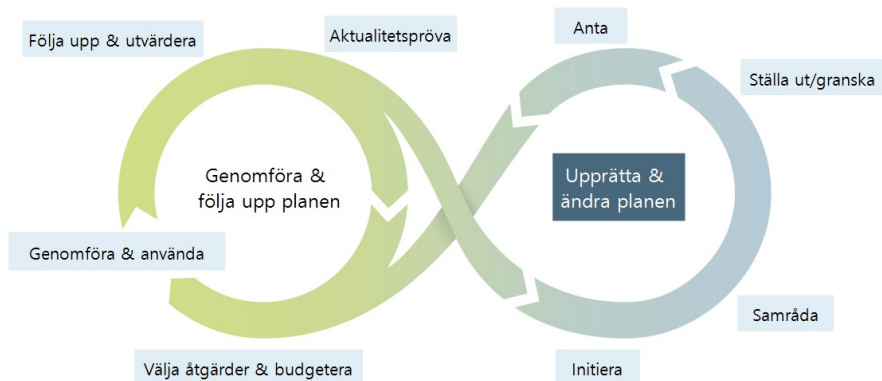 Följa upp & utvärdera
Aktualitetspröva
Anta
Ställa ut/granska
Genomföra &
följa upp planen
Upprätta &
ändra planen
Genomföra & använda
Samråda
Välja åtgärder & budgetera
Initiera